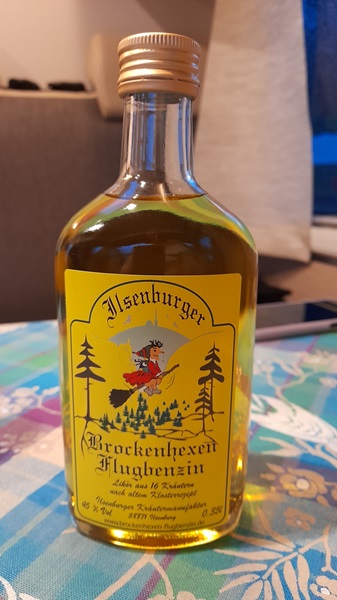 Ilsenburger
Brockenhexen
Flugbenzin
Likör aus 16 Kräutern
nach altem Klosterrezept
Ilsenburger Kräutermanufaktur
45 % Vol 38871 Ilsenburg 0,35L
www.brockenhexen-flugbenzin.de